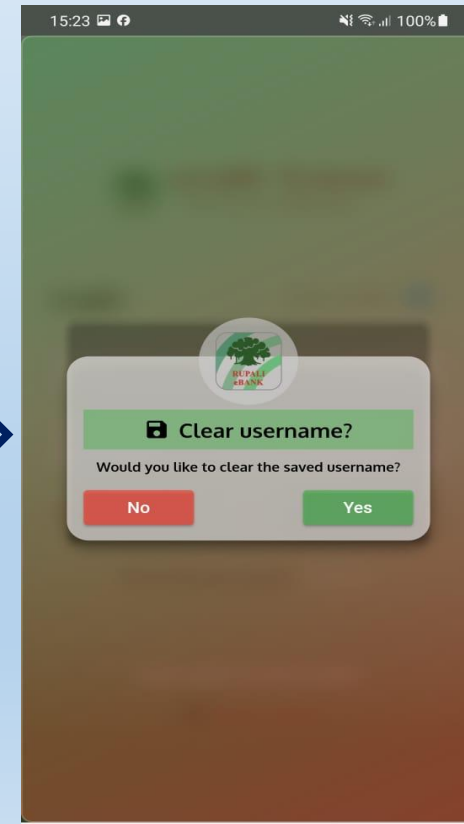 15:23 100%
RUPALI
eBANK
Clear username?
Would you like to clear the saved username?
No Yes